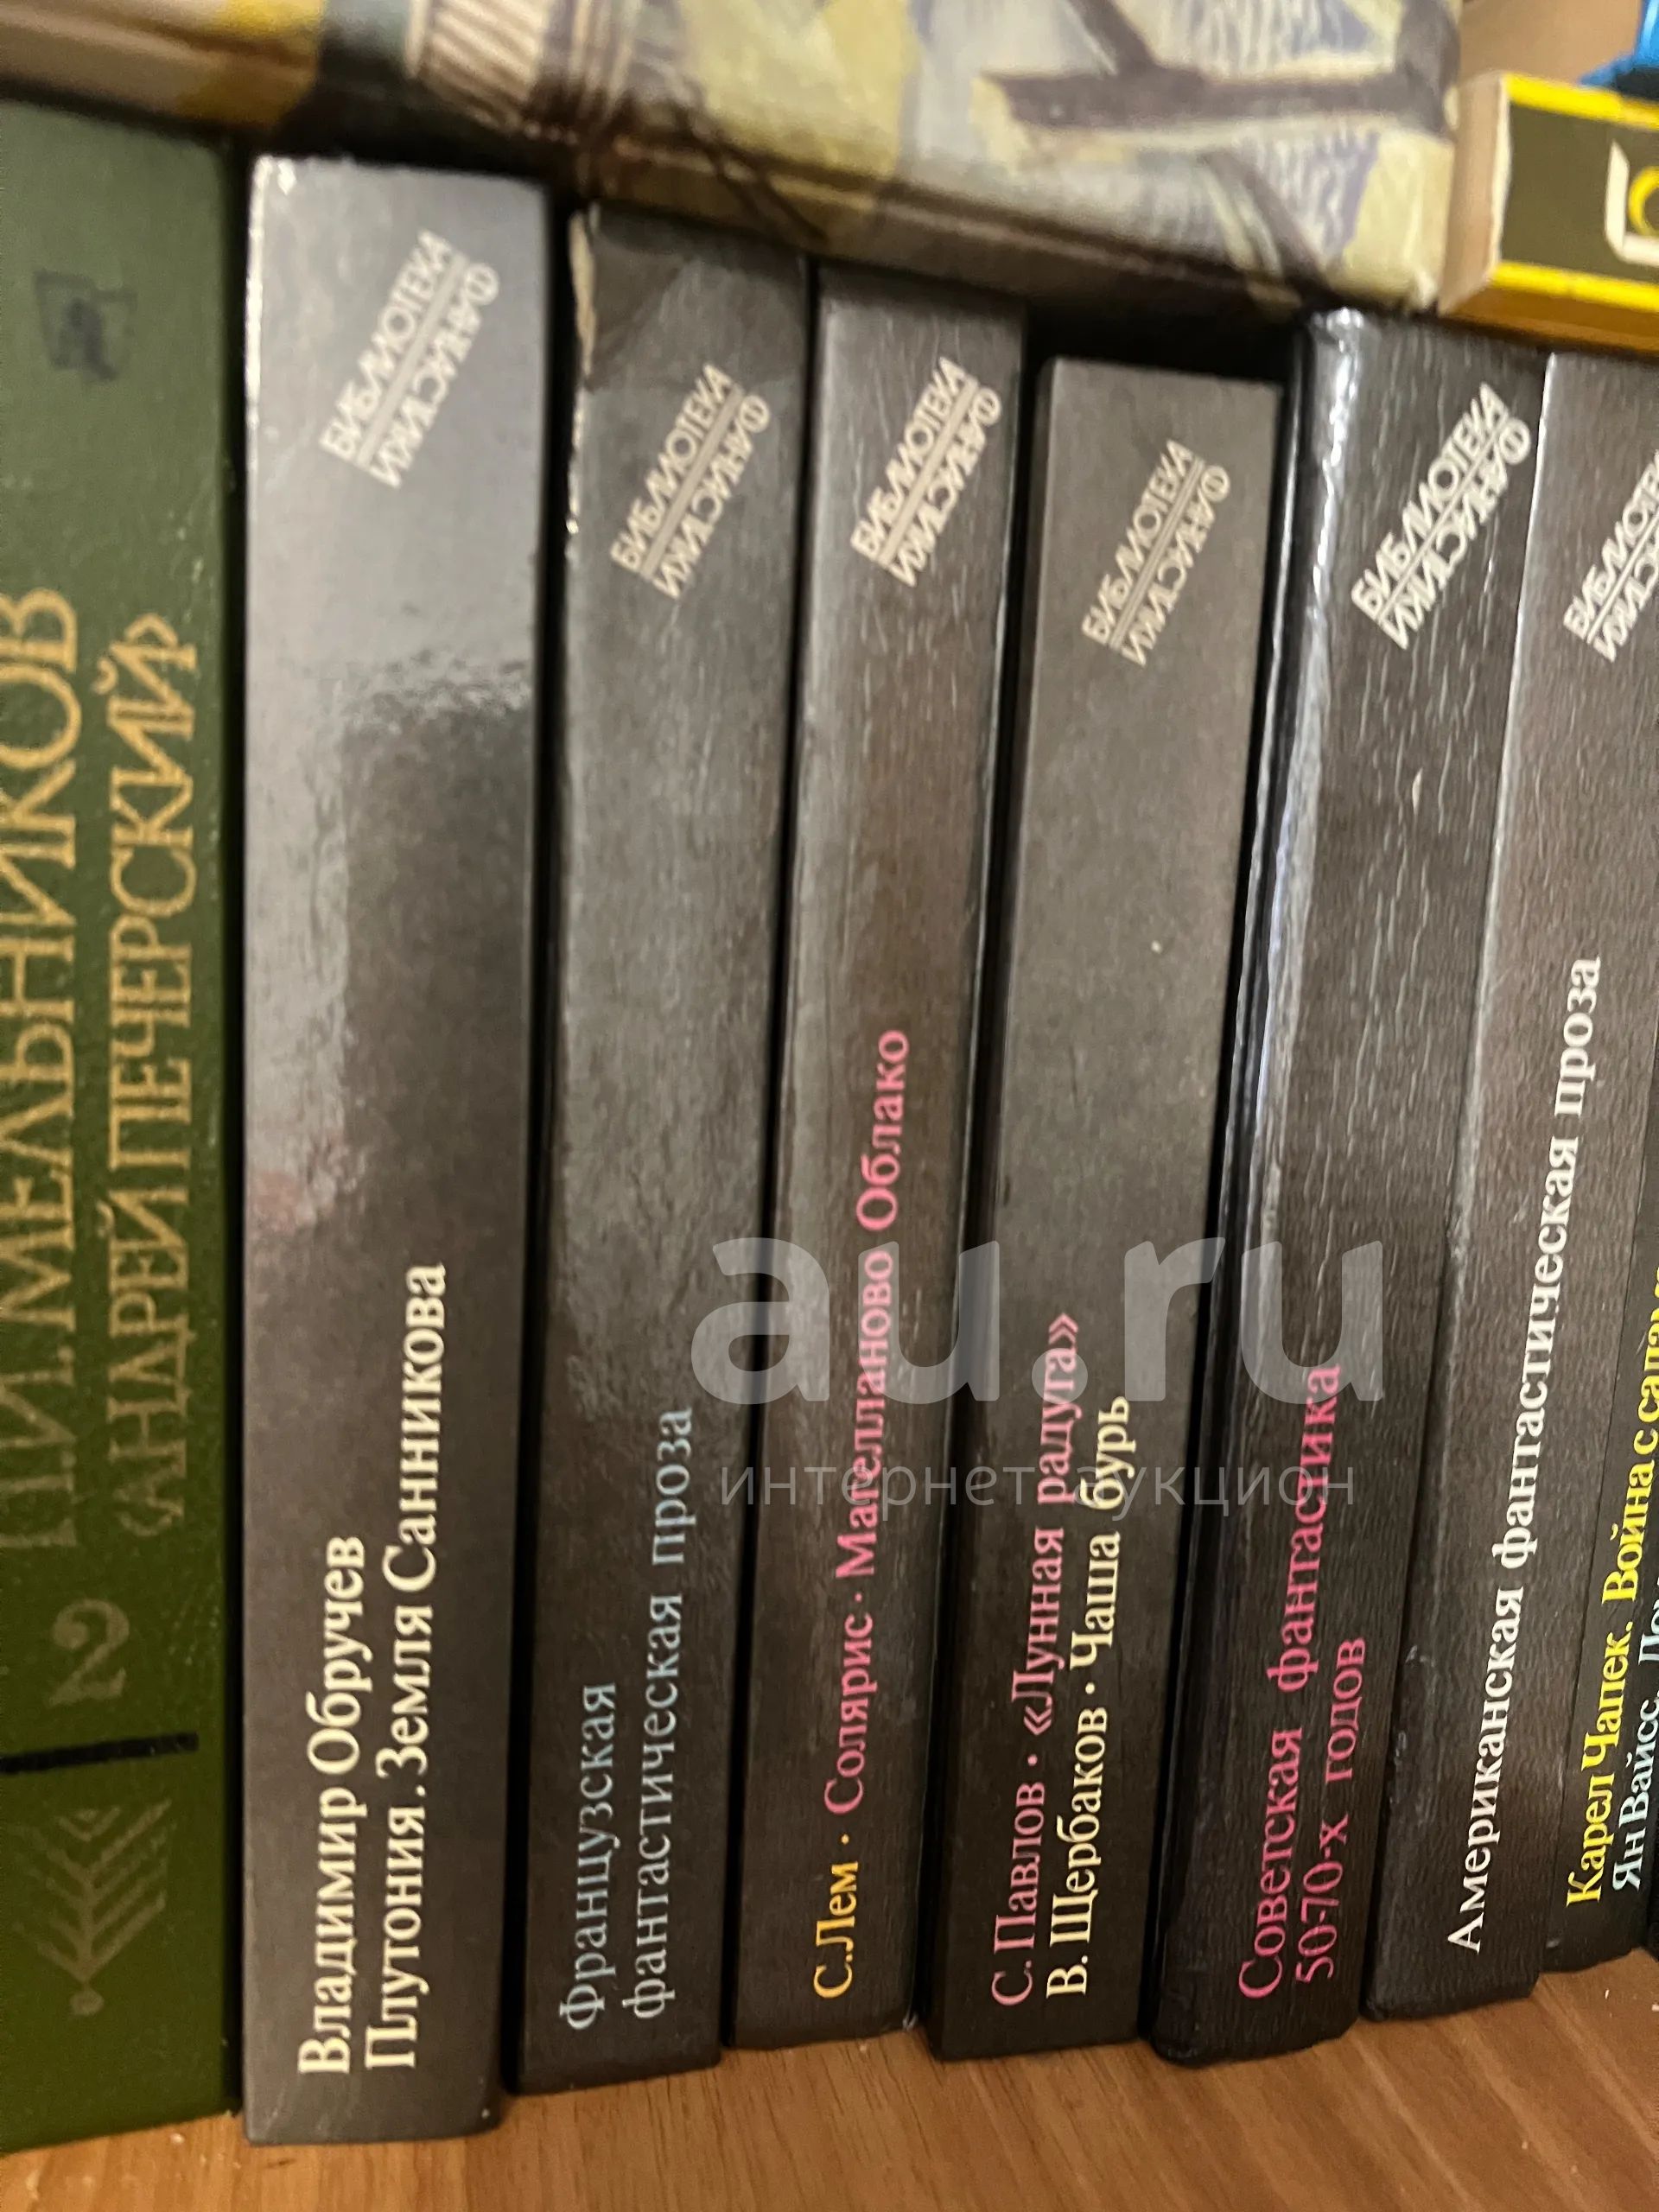 П.И.МЕЛЬНИКОВ
(АНДРЕЙ ПЕЧЕРСКИЙ)
2
БИБЛИОТЕКА
ФАНТАСТИКИ
Владимир Обручев
Плутония. Земля Санникова
БИБЛИОТЕКА
ФАНТАСТИКИ
Французская
фантастическая проза
БИБЛИОТЕКА
ФАНТАСТИКИ
С.Лем · Солярис · Магелланово Облако
БИБЛИОТЕКА
ФАНТАСТИКИ
С. Павлов · «Лунная радуга»
В. Щербаков · Чаша бурь
БИБЛИОТЕКА
ФАНТАСТИКИ
Советская фантастика
50-70-х годов
БИБЛИОТЕКА
Американская фантастическая проза
Карел Чапек. Война с
Ян Вайсс.
au.ru
интернет аукцион